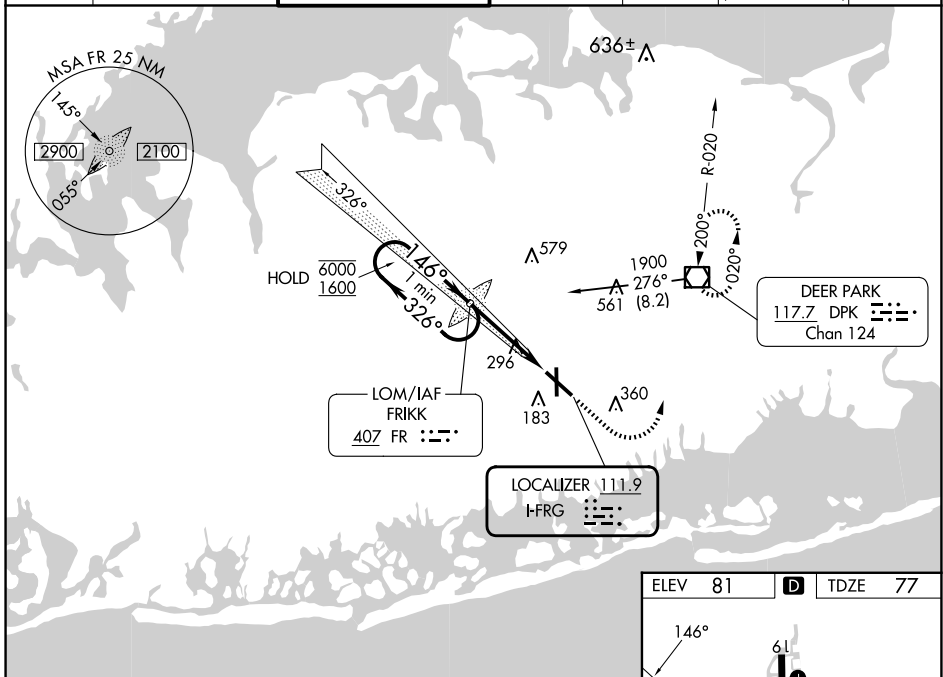 MSA FR 25 NM
145°
2900
2100
055°
636±
R-020
200°
020°
326°
146°
HOLD 6000
1600
1 min
326°
579
1900
276°
561 (8.2)
DEER PARK
117.7 DPK
Chan 124
296
LOM/IAF
FRIKK
407 FR
183
360
LOCALIZER 111.9
I-FRG
ELEV 81 D TDZE 77
146°
19